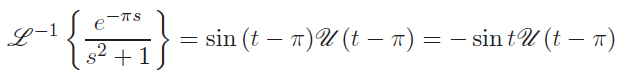 ℒ⁻¹ { e^{−πs} / (s² + 1) } = sin (t − π)𝒰(t − π) = − sin t𝒰(t − π)